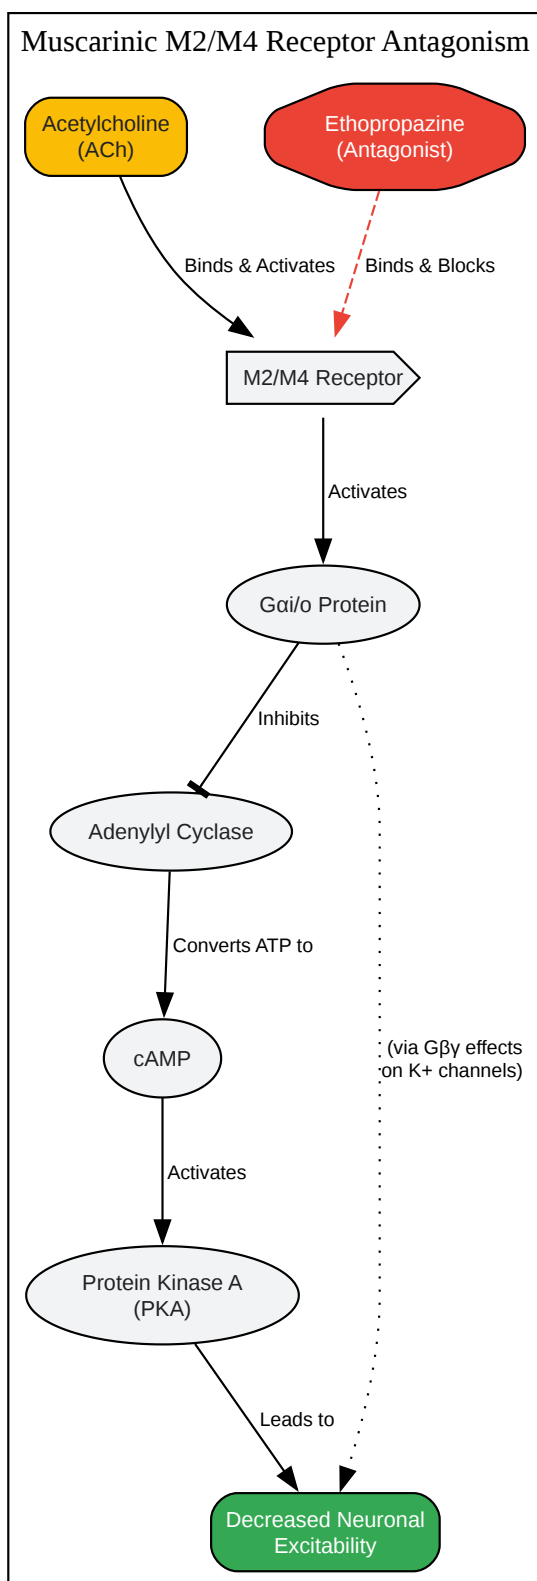 Muscarinic M2/M4 Receptor Antagonism
Acetylcholine
(ACh)
Ethopropazine
(Antagonist)
Binds & Activates
Binds & Blocks
M2/M4 Receptor
Activates
Gαi/o Protein
Inhibits
Adenylyl Cyclase
Converts ATP to
(via Gβγ effects
on K+ channels)
cAMP
Activates
Protein Kinase A
(PKA)
Leads to
Decreased Neuronal
Excitability